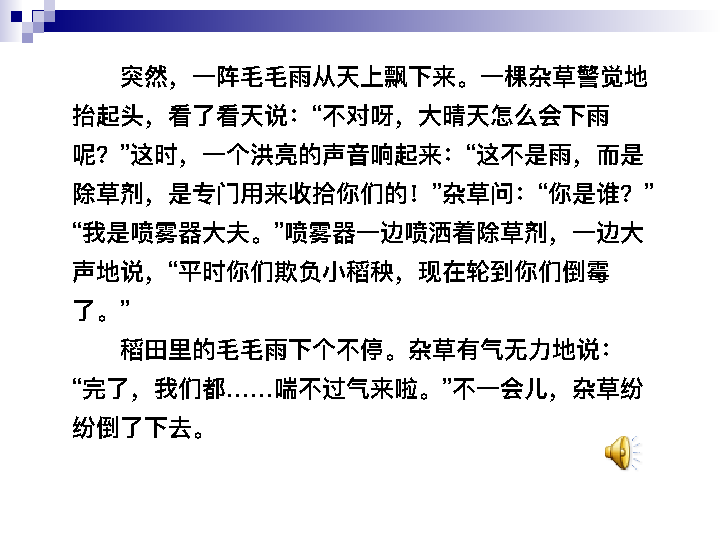 突然，一阵毛毛雨从天上飘下来。一棵杂草警觉地
抬起头，看了看天说：“不对呀，大晴天怎么会下雨
呢？”这时，一个洪亮的声音响起来：“这不是雨，而是
除草剂，是专门用来收拾你们的！”杂草问：“你是谁？”
“我是喷雾器大夫。”喷雾器一边喷洒着除草剂，一边大
声地说，“平时你们欺负小稻秧，现在轮到你们倒霉
了。”
稻田里的毛毛雨下个不停。杂草有气无力地说：
“完了，我们都……喘不过气来啦。”不一会儿，杂草纷
纷倒了下去。